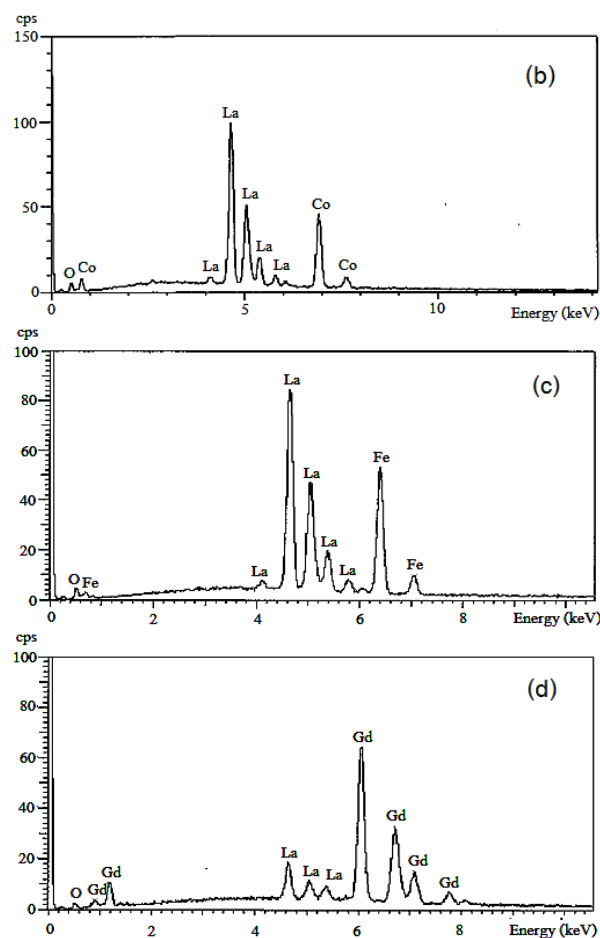 cps
150
(b)
La
100
La
50
Co
La
O Co
La
La
Co
0
0
5
10
Energy (keV)
cps
100
(c)
La
80
Fe
60
La
40
La
20
O Fe
La
La
Fe
0
0
2
4
6
8
Energy (keV)
cps
100
(d)
80
Gd
60
40
Gd
La
20
La
La
Gd
O Gd Gd
Gd
0
0
2
4
6
8
Energy (keV)